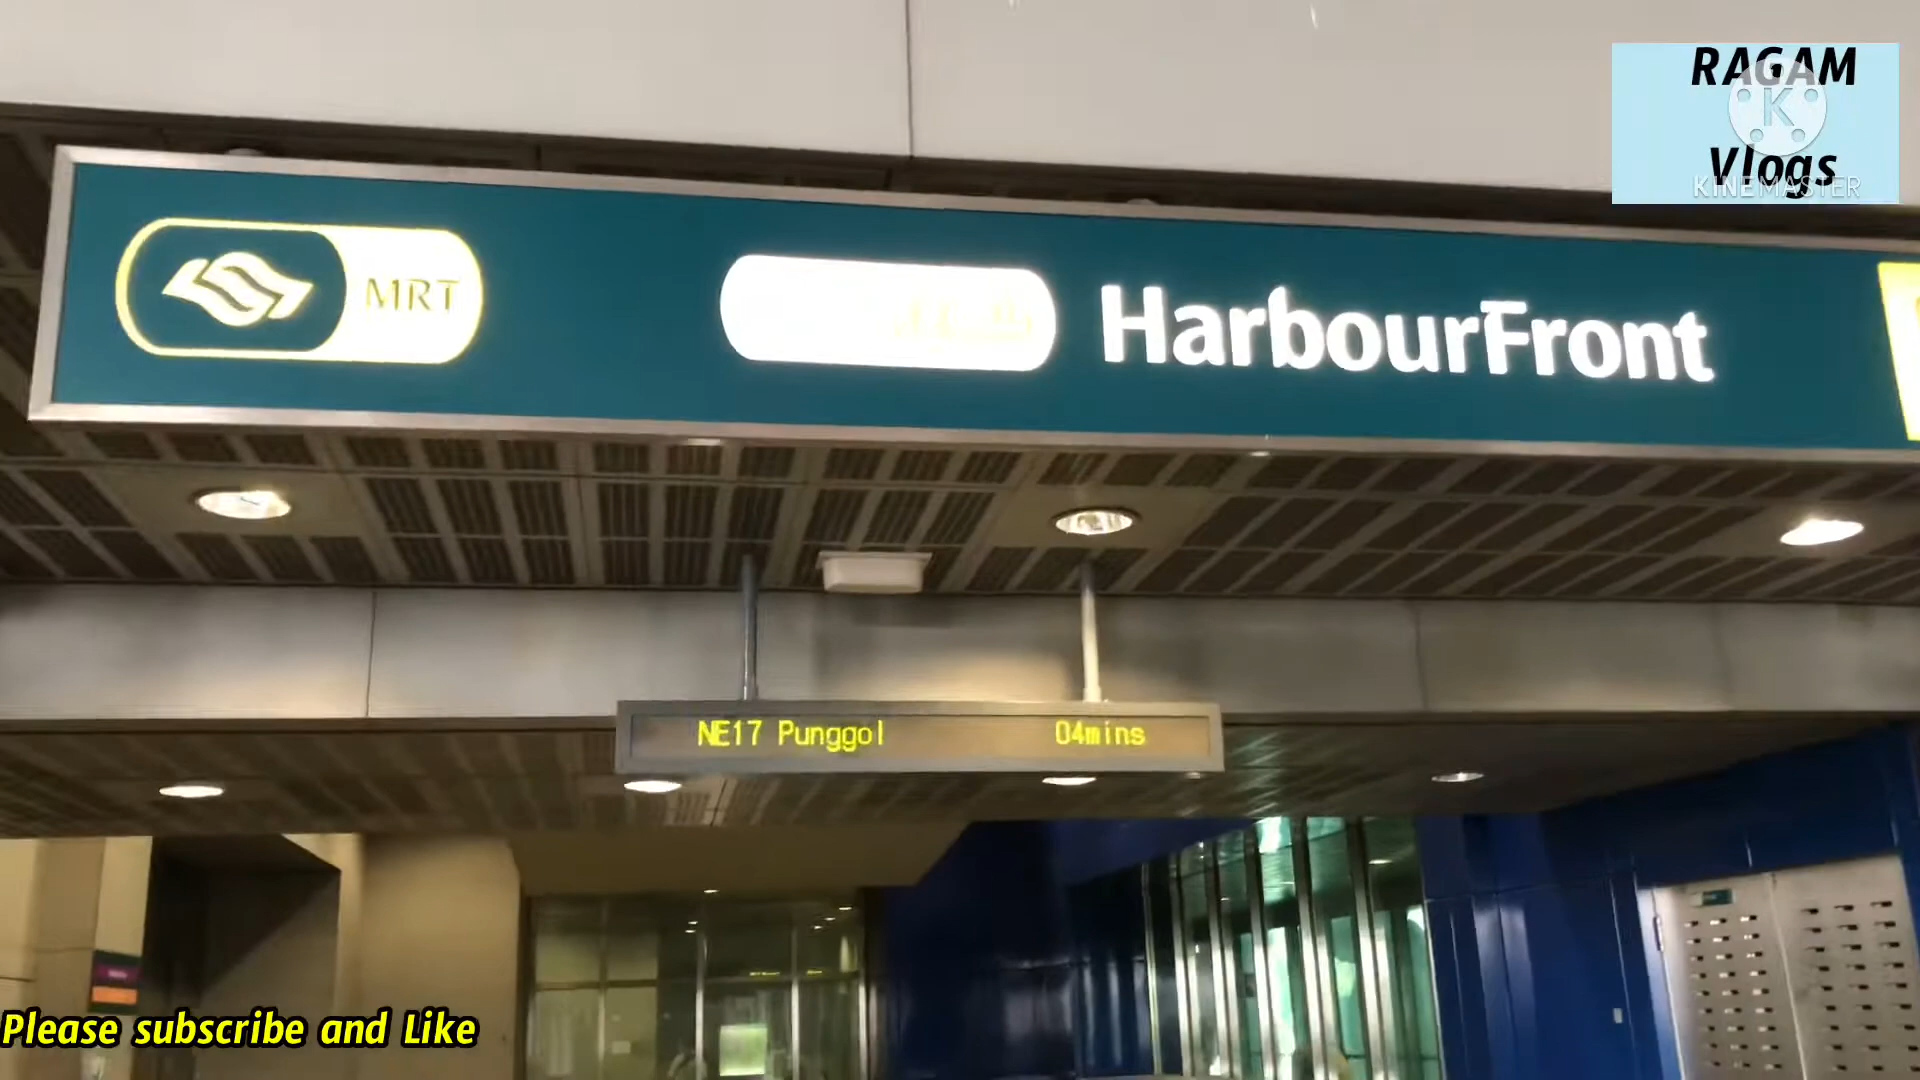 RAGAM
Vlogs
KINEMASTER
MRT
HarbourFront
NE17 Punggol 04mins
Please subscribe and Like